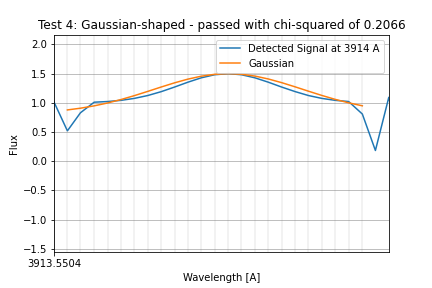 Test 4: Gaussian-shaped - passed with chi-squared of 0.2066
Detected Signal at 3914 A
Gaussian
2.0
1.5
1.0
0.5
0.0
−0.5
−1.0
−1.5
Flux
3913.5504
Wavelength [A]